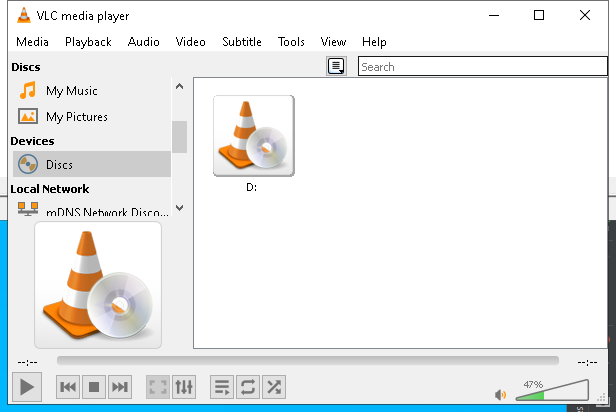 VLC media player
Media Playback Audio Video Subtitle Tools View Help
Discs
Search
My Music
My Pictures
Devices
Discs
D:
Local Network
mDNS Network Disco...
--:-- --:--
47%